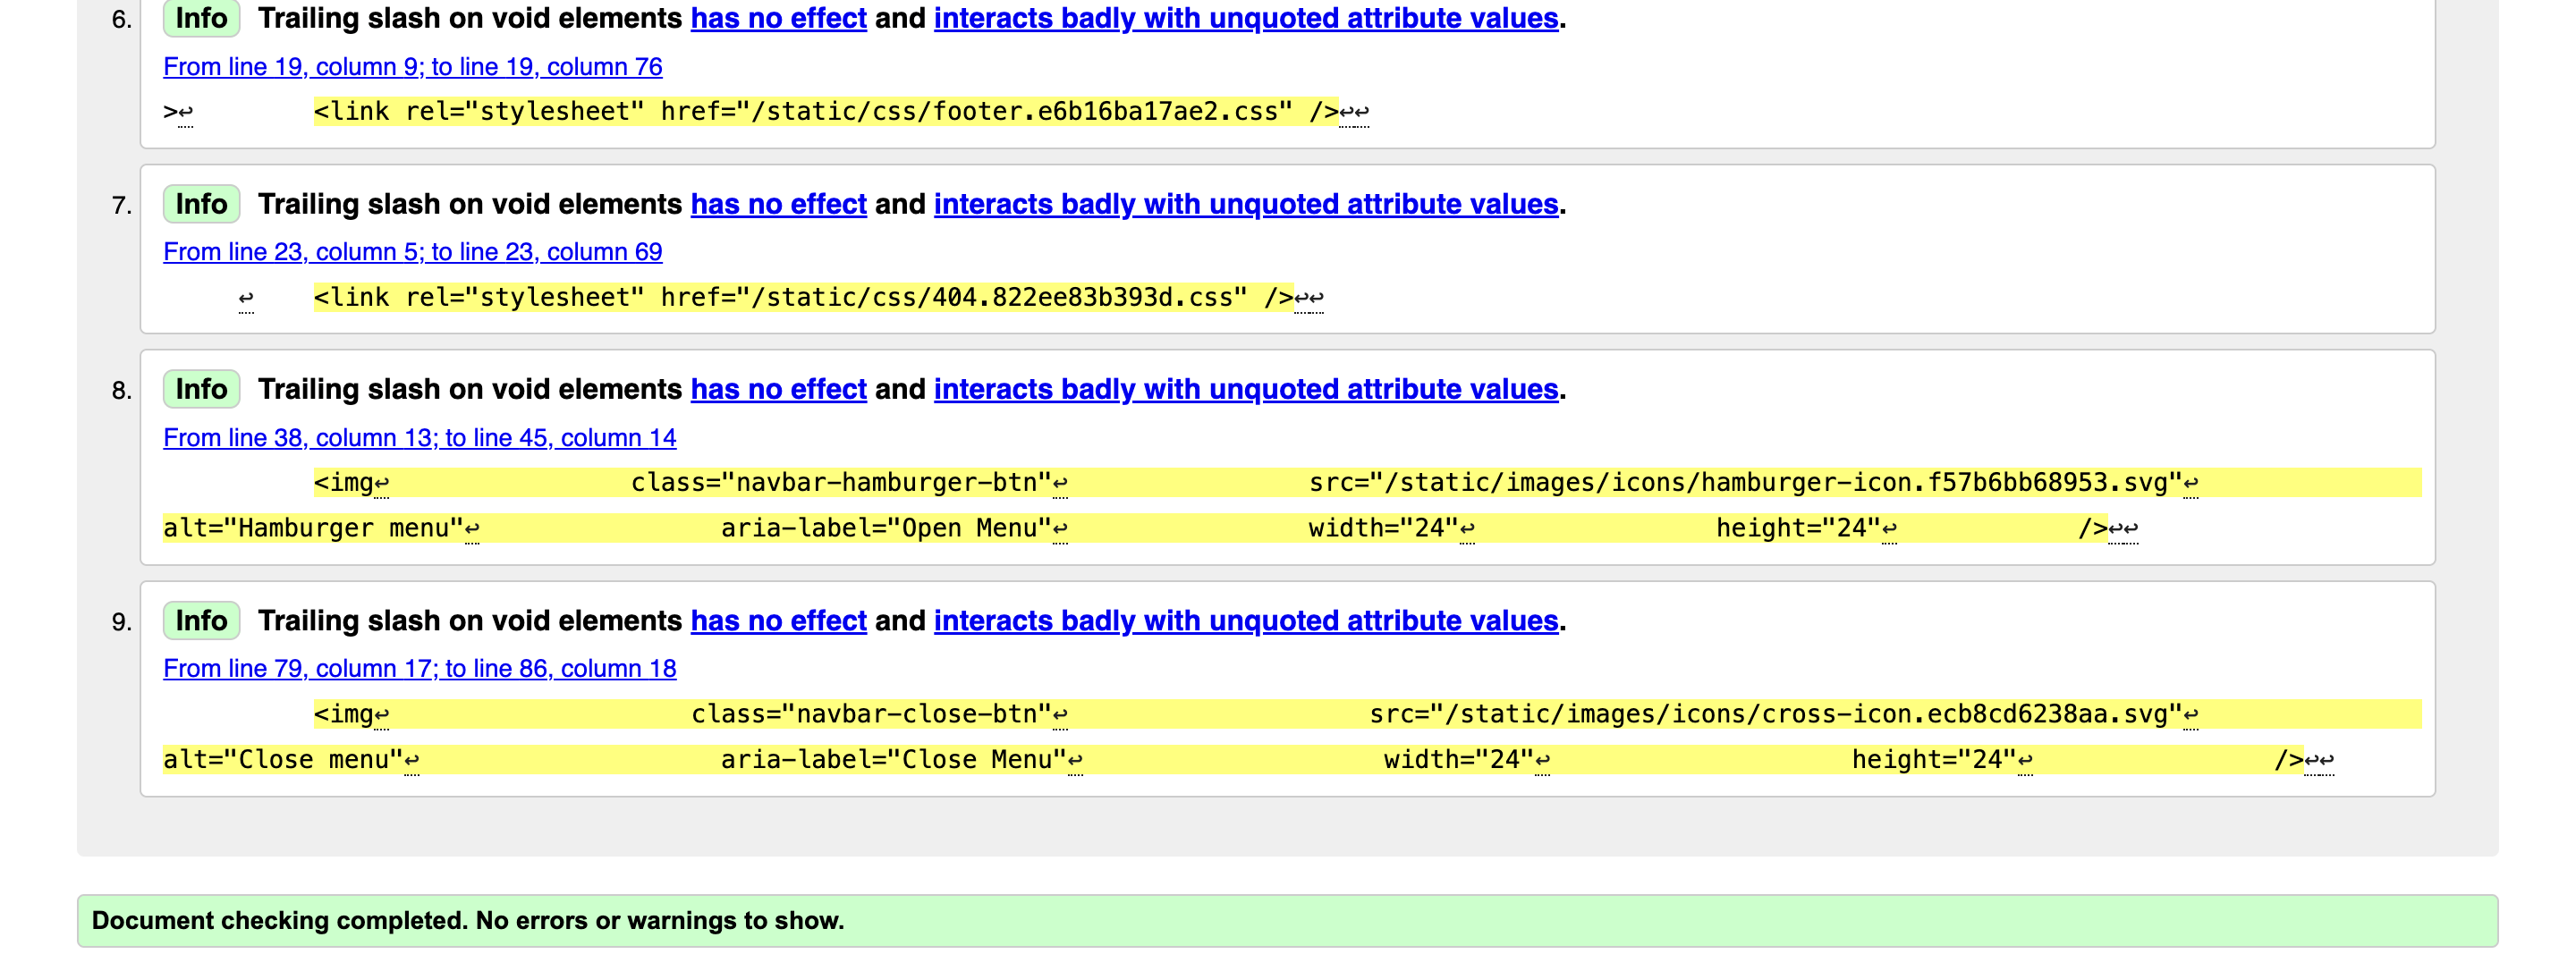 6. Info Trailing slash on void elements has no effect and interacts badly with unquoted attribute values.
From line 19, column 9; to line 19, column 76
>↩        <link rel="stylesheet" href="/static/css/footer.e6b16ba17ae2.css" />↩↩
7. Info Trailing slash on void elements has no effect and interacts badly with unquoted attribute values.
From line 23, column 5; to line 23, column 69
↩    <link rel="stylesheet" href="/static/css/404.822ee83b393d.css" />↩↩
8. Info Trailing slash on void elements has no effect and interacts badly with unquoted attribute values.
From line 38, column 13; to line 45, column 14
<img↩                class="navbar-hamburger-btn"↩                src="/static/images/icons/hamburger-icon.f57b6bb68953.svg"↩
alt="Hamburger menu"↩                aria-label="Open Menu"↩                width="24"↩                height="24"↩            />↩↩
9. Info Trailing slash on void elements has no effect and interacts badly with unquoted attribute values.
From line 79, column 17; to line 86, column 18
<img↩                    class="navbar-close-btn"↩                    src="/static/images/icons/cross-icon.ecb8cd6238aa.svg"↩
alt="Close menu"↩                    aria-label="Close Menu"↩                    width="24"↩                    height="24"↩                />↩↩
Document checking completed. No errors or warnings to show.